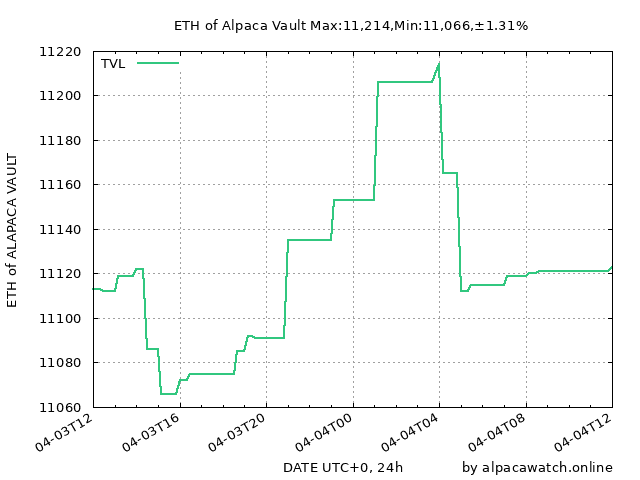 ETH of Alpaca Vault Max:11,214,Min:11,066,±1.31%
TVL
11220
11200
11180
11160
11140
11120
11100
11080
11060
ETH of ALAPACA VAULT
04-03T12
04-03T16
04-03T20
04-04T00
04-04T04
04-04T08
04-04T12
DATE UTC+0, 24h
by alpacawatch.online